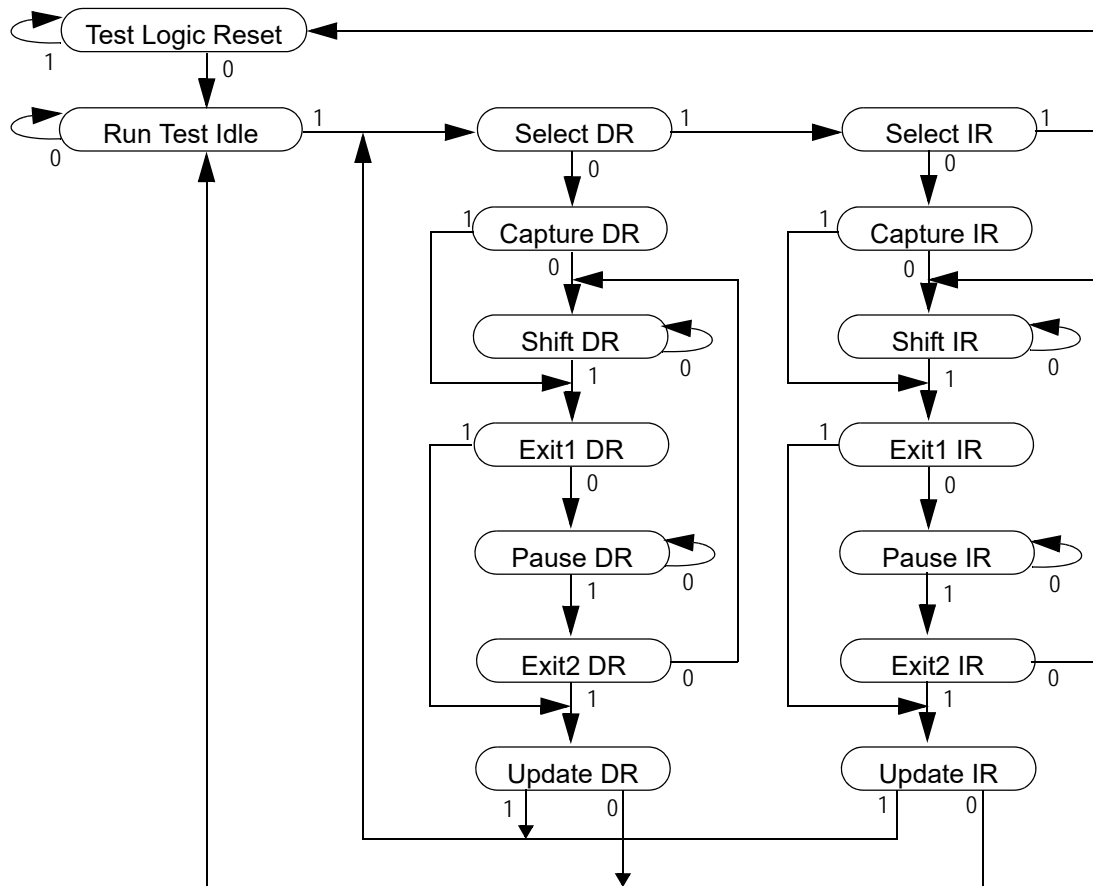 Test Logic Reset
1
0
Run Test Idle
1
0
Select DR
1
0
Select IR
1
0
1
Capture DR
0
1
Capture IR
0
Shift DR
0
1
Shift IR
0
1
1
Exit1 DR
0
1
Exit1 IR
0
Pause DR
0
1
Pause IR
0
1
Exit2 DR
0
1
Exit2 IR
0
1
Update DR
1
0
Update IR
1
0